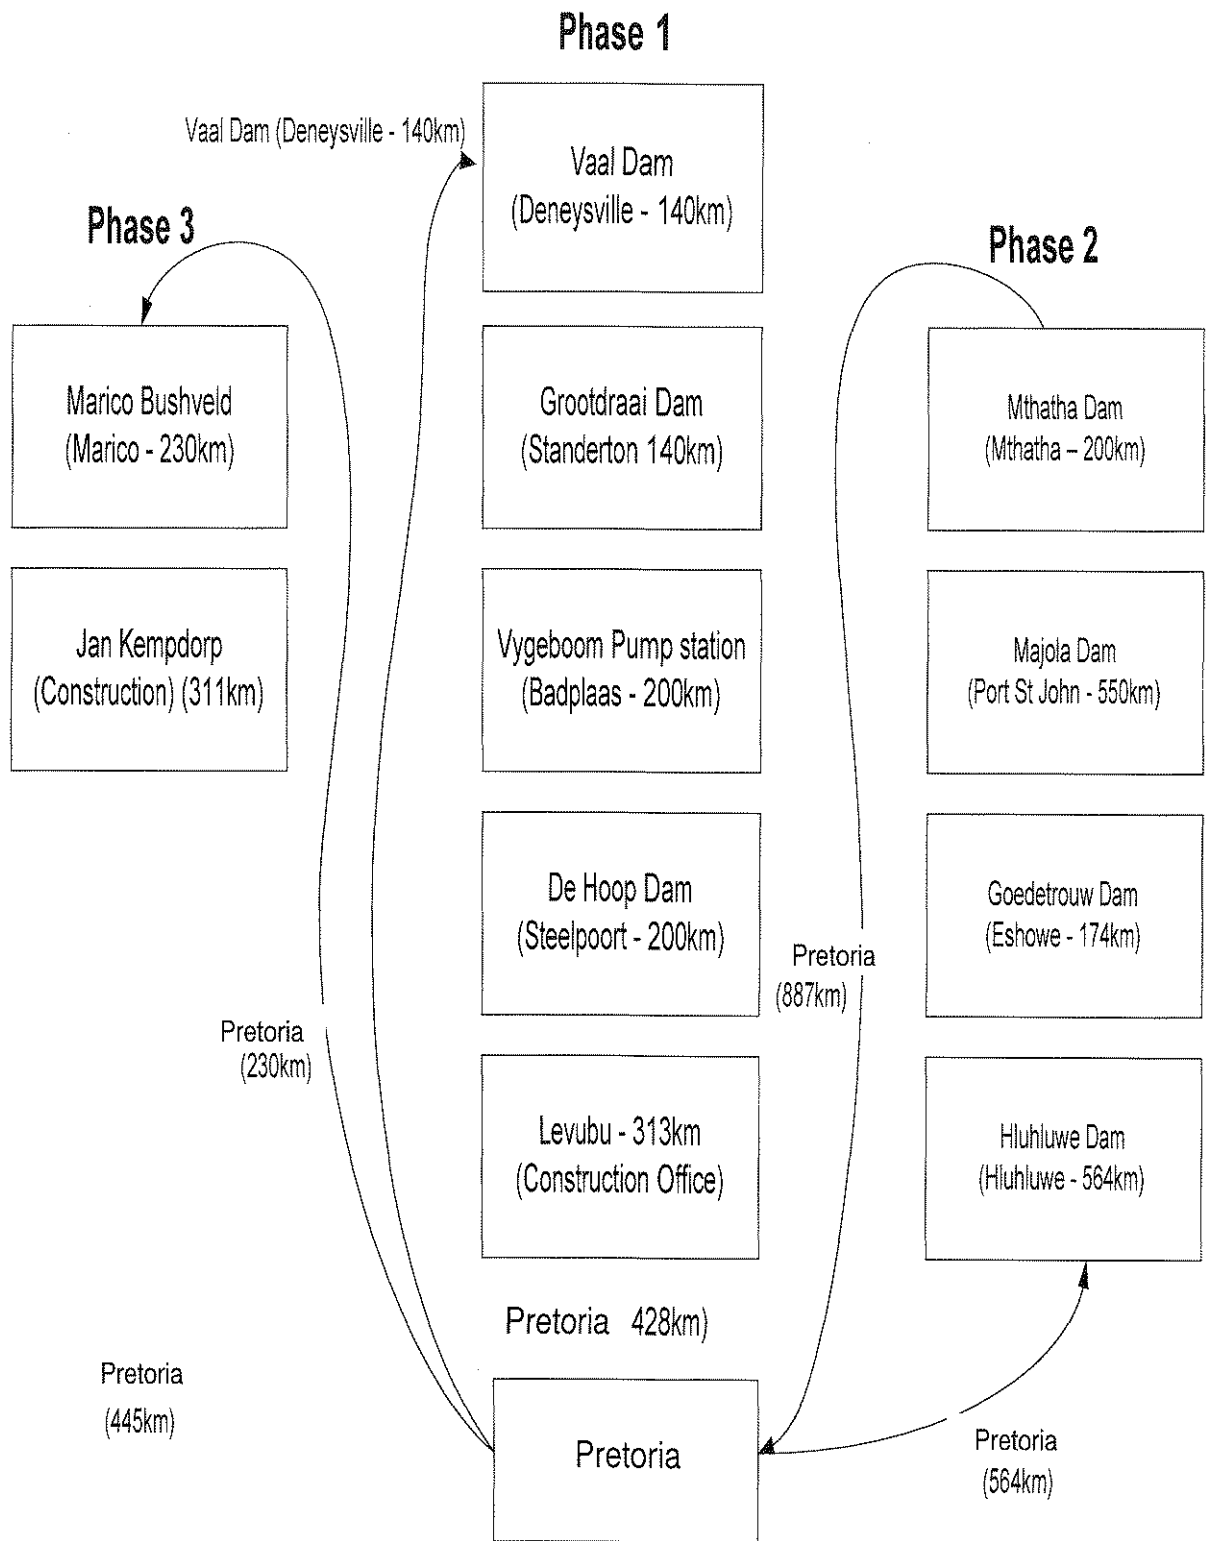 Phase 1
Vaal Dam (Deneysville - 140km)
Vaal Dam
(Deneysville - 140km)
Phase 3
Phase 2
Marico Bushveld
(Marico - 230km)
Grootdraai Dam
(Standerton 140km)
Mthatha Dam
(Mthatha – 200km)
Jan Kempdorp
(Construction) (311km)
Vygeboom Pump station
(Badplaas - 200km)
Majola Dam
(Port St John - 550km)
De Hoop Dam
(Steelpoort - 200km)
Goedetrouw Dam
(Eshowe - 174km)
Pretoria
(887km)
Pretoria
(230km)
Levubu - 313km
(Construction Office)
Hluhluwe Dam
(Hluhluwe - 564km)
Pretoria 428km)
Pretoria
(445km)
Pretoria
Pretoria
(564km)